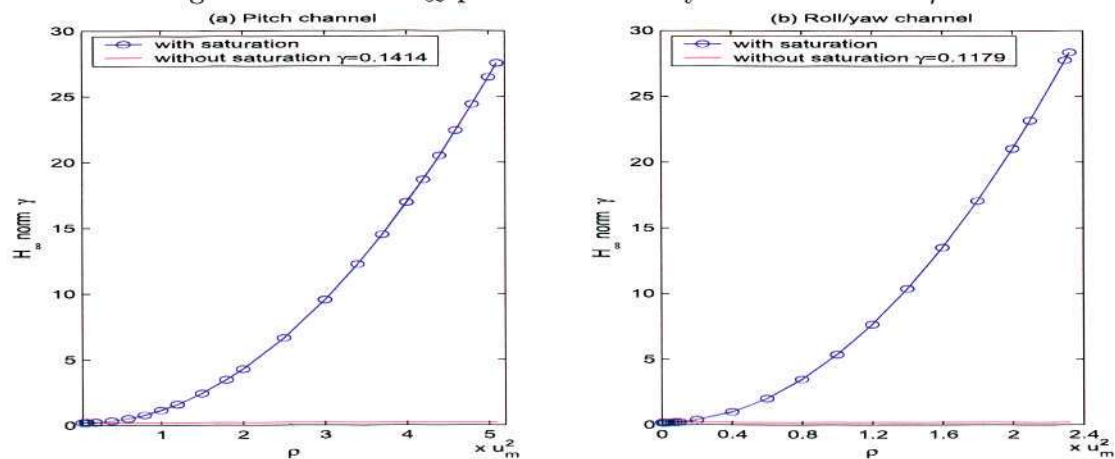 (a) Pitch channel
30
25
20
15
10
5
0
1
2
3
4
5
with saturation
without saturation γ=0.1414
H∞ norm γ
ρ
x u²m
(b) Roll/yaw channel
30
25
20
15
10
5
0
0
0.4
0.8
1.2
1.6
2
2.4
with saturation
without saturation γ=0.1179
H∞ norm γ
ρ
x u²m